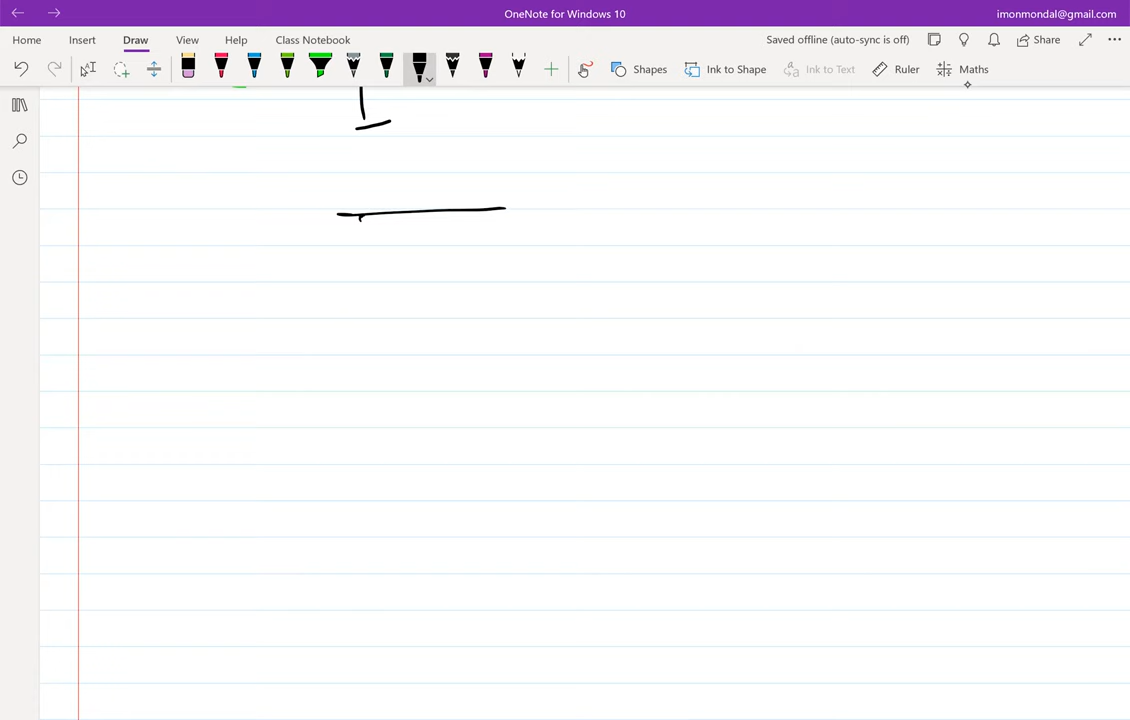 OneNote for Windows 10
imonmondal@gmail.com
Home Insert Draw View Help Class Notebook
Saved offline (auto-sync is off)
Share
Shapes
Ink to Shape
Ink to Text
Ruler
Maths